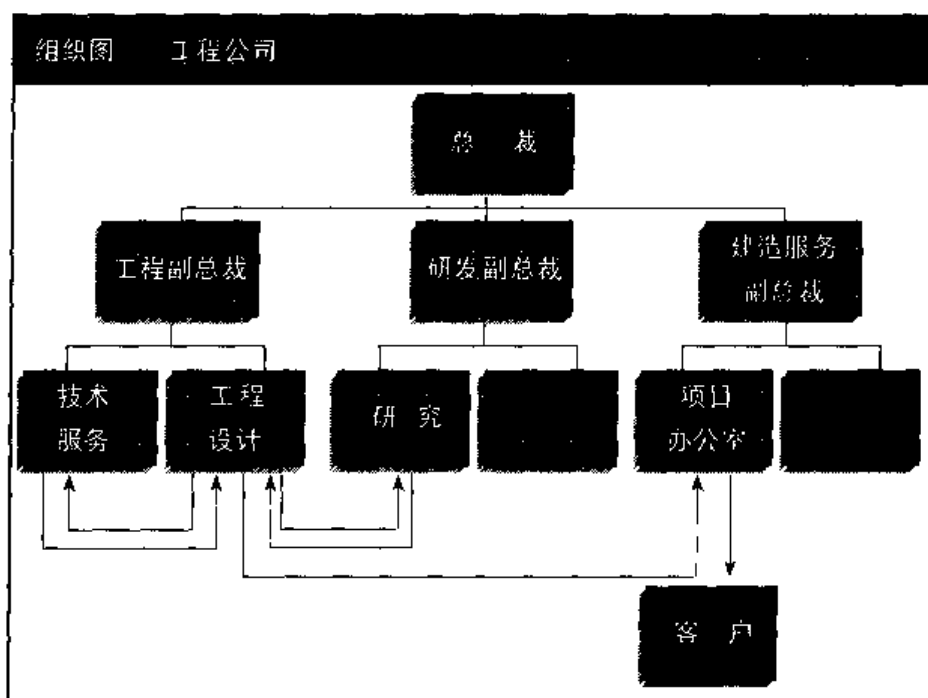 组织图 工程公司
总 裁
工程副总裁
研发副总裁
建造服务
副总裁
技术
服务
工程
设计
研 究
项目
办公室
客 户